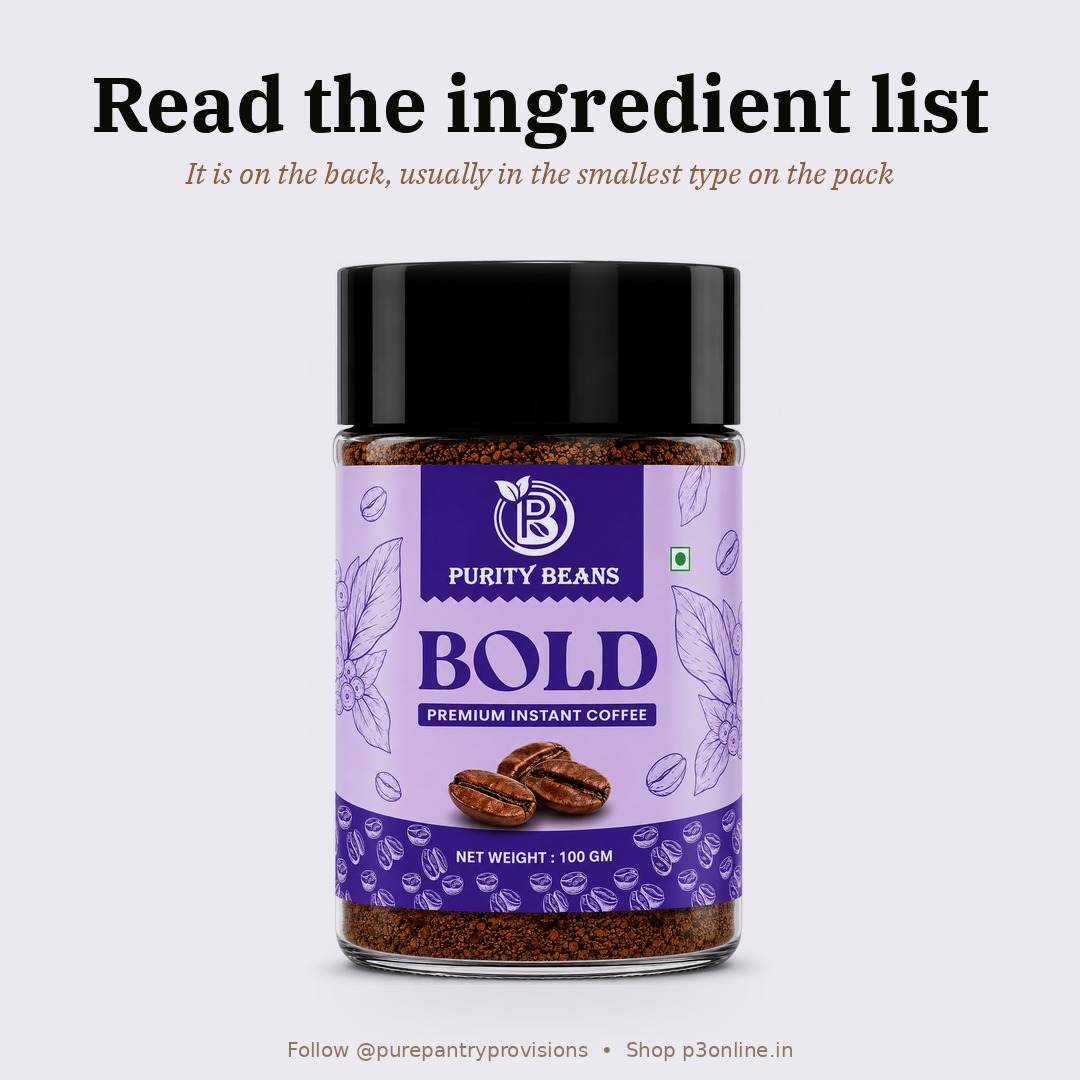 Read the ingredient list
It is on the back, usually in the smallest type on the pack
PURITY BEANS
BOLD
PREMIUM INSTANT COFFEE
NET WEIGHT : 100 GM
Follow @purepantryprovisions • Shop p3online.in